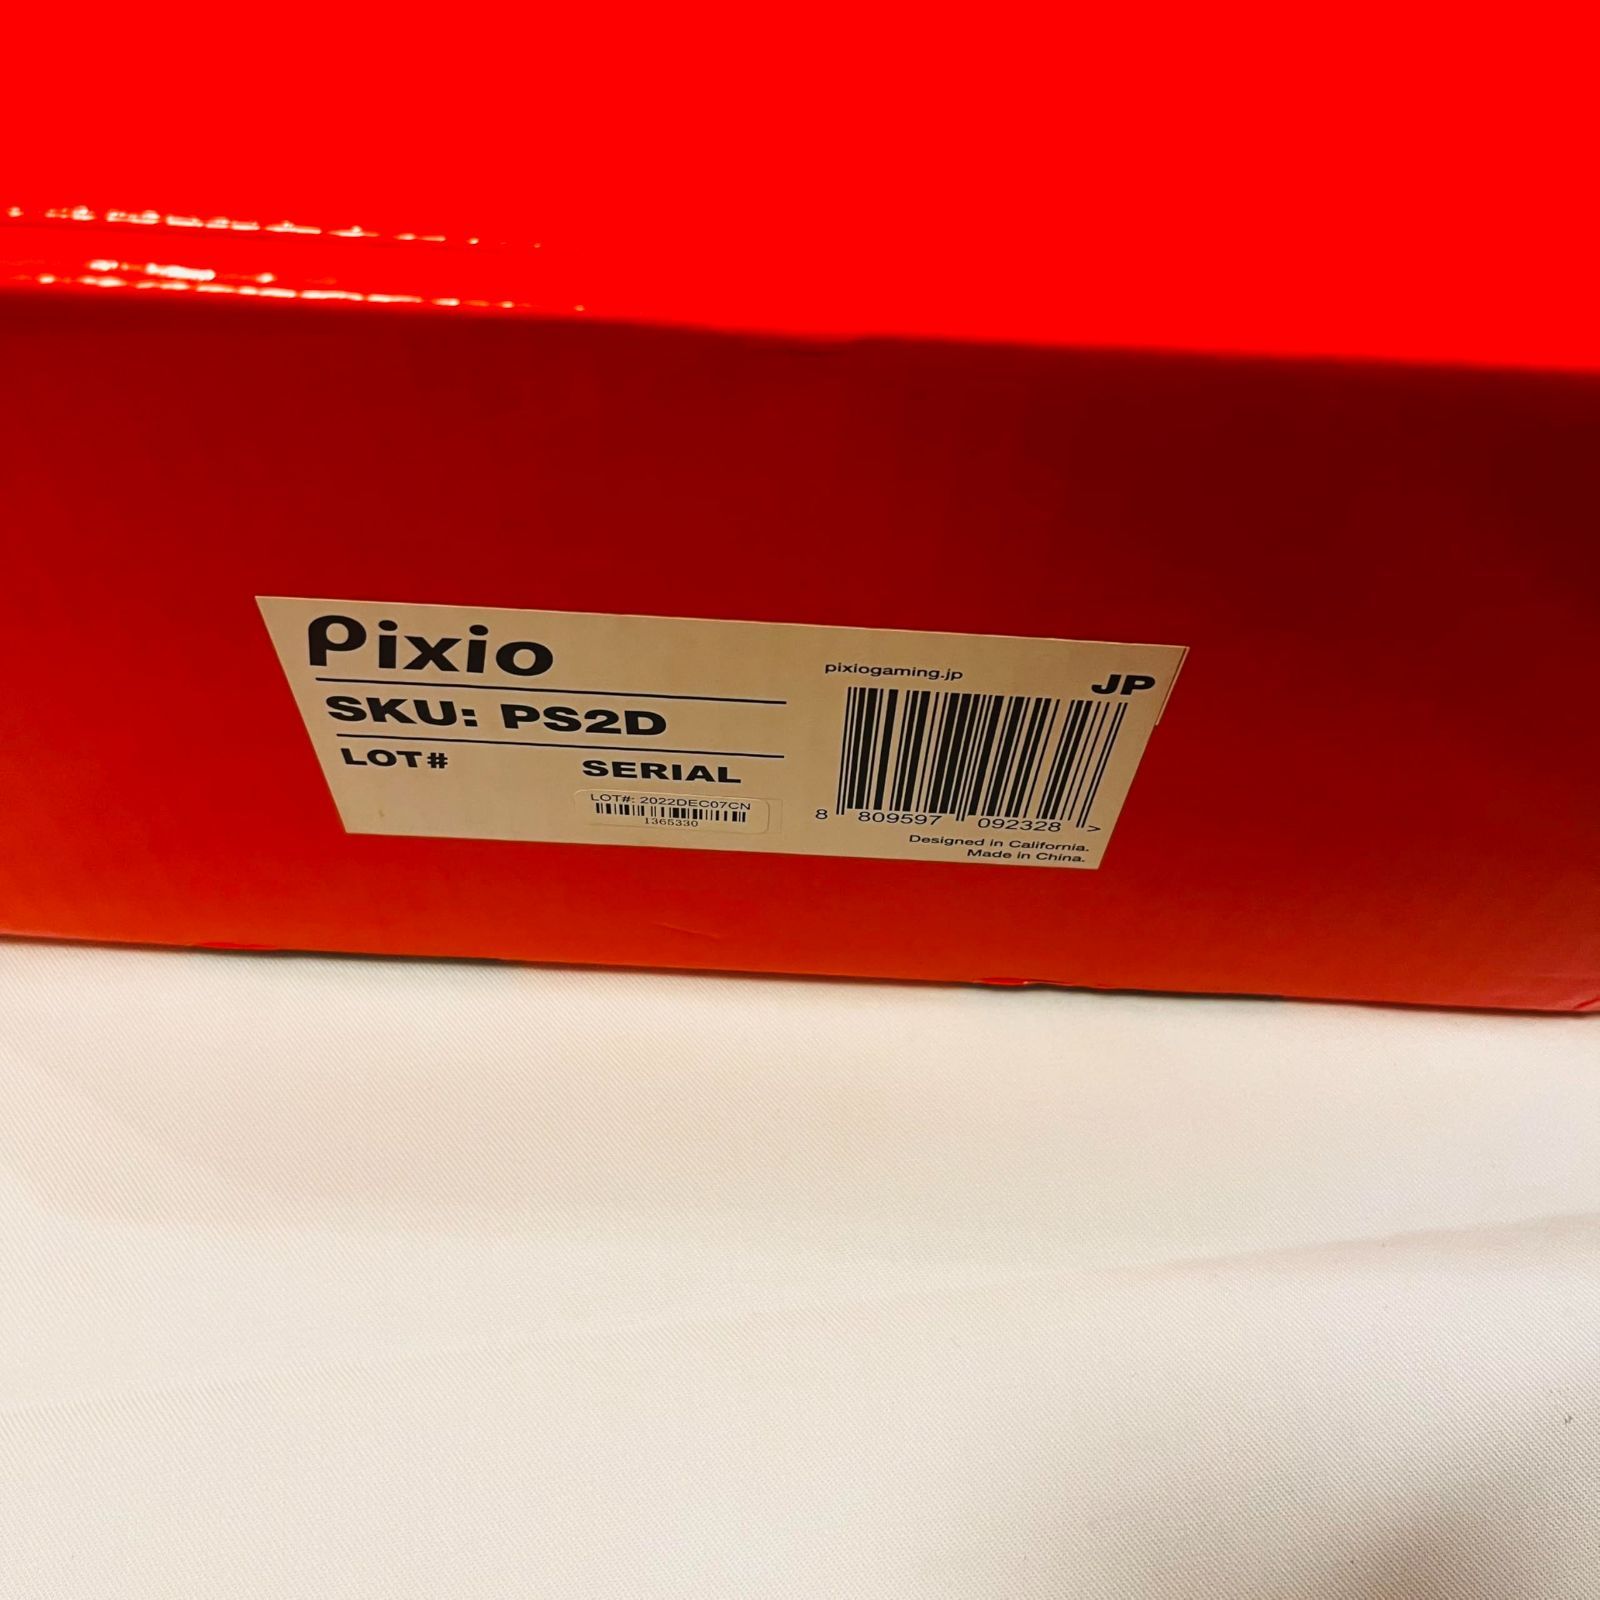 Pixio
SKU: PS2D
LOT#
SERIAL
LOT#: 2022DEC07CN
1365330
pixiogaming.jp
JP
8 809597 092328 >
Designed in California.
Made in China.